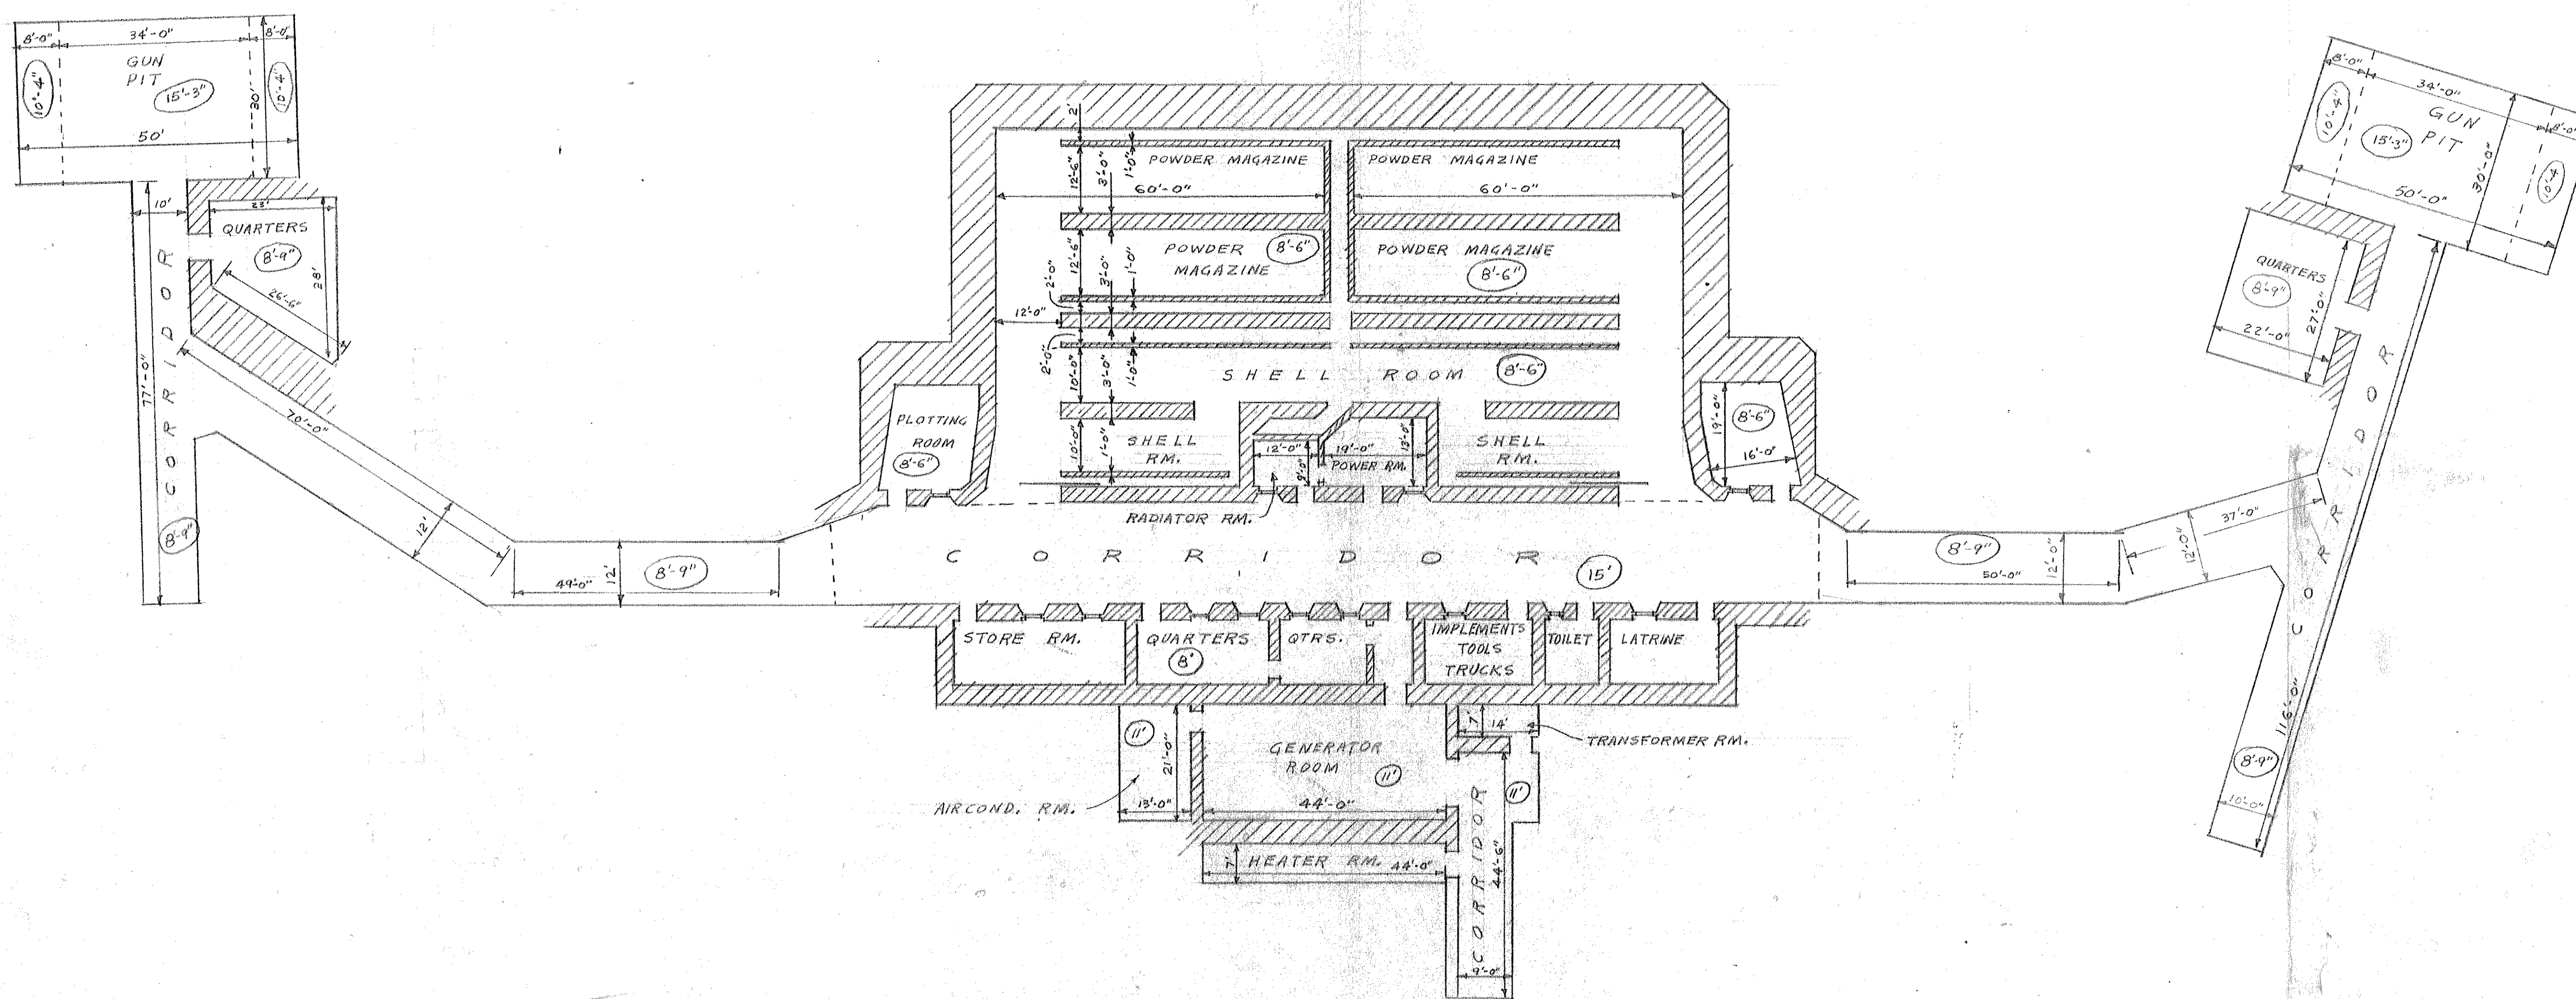 8'-0"
34'-0"
8'-0"
GUN
PIT
10'-4"
15'-3"
30'
10'-4"
50'
10'
23'
QUARTERS
8'-9"
28'
26'-6"
77'-0"
CORRIDOR
8'-9"
70'-0"
12'
49'-0"
12'
8'-9"
2'
12'-6"
3'-0"
1'-0"
POWDER MAGAZINE
POWDER MAGAZINE
60'-0"
60'-0"
12'-6"
3'-0"
1'-0"
POWDER
MAGAZINE
8'-6"
POWDER MAGAZINE
8'-6"
2'-0"
12'-0"
2'-0"
10'-0"
3'-0"
1'-0"
SHELL ROOM
8'-6"
PLOTTING
ROOM
8'-6"
10'-0"
1'-0"
SHELL
RM.
12'-0"
9'-0"
19'-0"
13'-0"
POWER RM.
SHELL
RM.
19'-0"
8'-6"
16'-0"
RADIATOR RM.
CORRIDOR
15'
STORE RM.
QUARTERS
8'
QTRS.
IMPLEMENTS
TOOLS
TRUCKS
TOILET
LATRINE
11'
21'-0"
13'-0"
AIR COND. RM.
GENERATOR
ROOM
11'
44'-0"
7'
14'
TRANSFORMER RM.
11'
7'
HEATER RM.
44'-0"
CORRIDOR
44'-6"
9'-0"
8'-9"
50'-0"
12'-0"
37'-0"
12'-0"
8'-0"
34'-0"
8'-0"
10'-4"
15'-3"
GUN
PIT
30'-0"
10'-4
50'-0"
QUARTERS
8'-9"
27'-0"
22'-0"
CORRIDOR
116'-0"
8'-9"
10'-0"